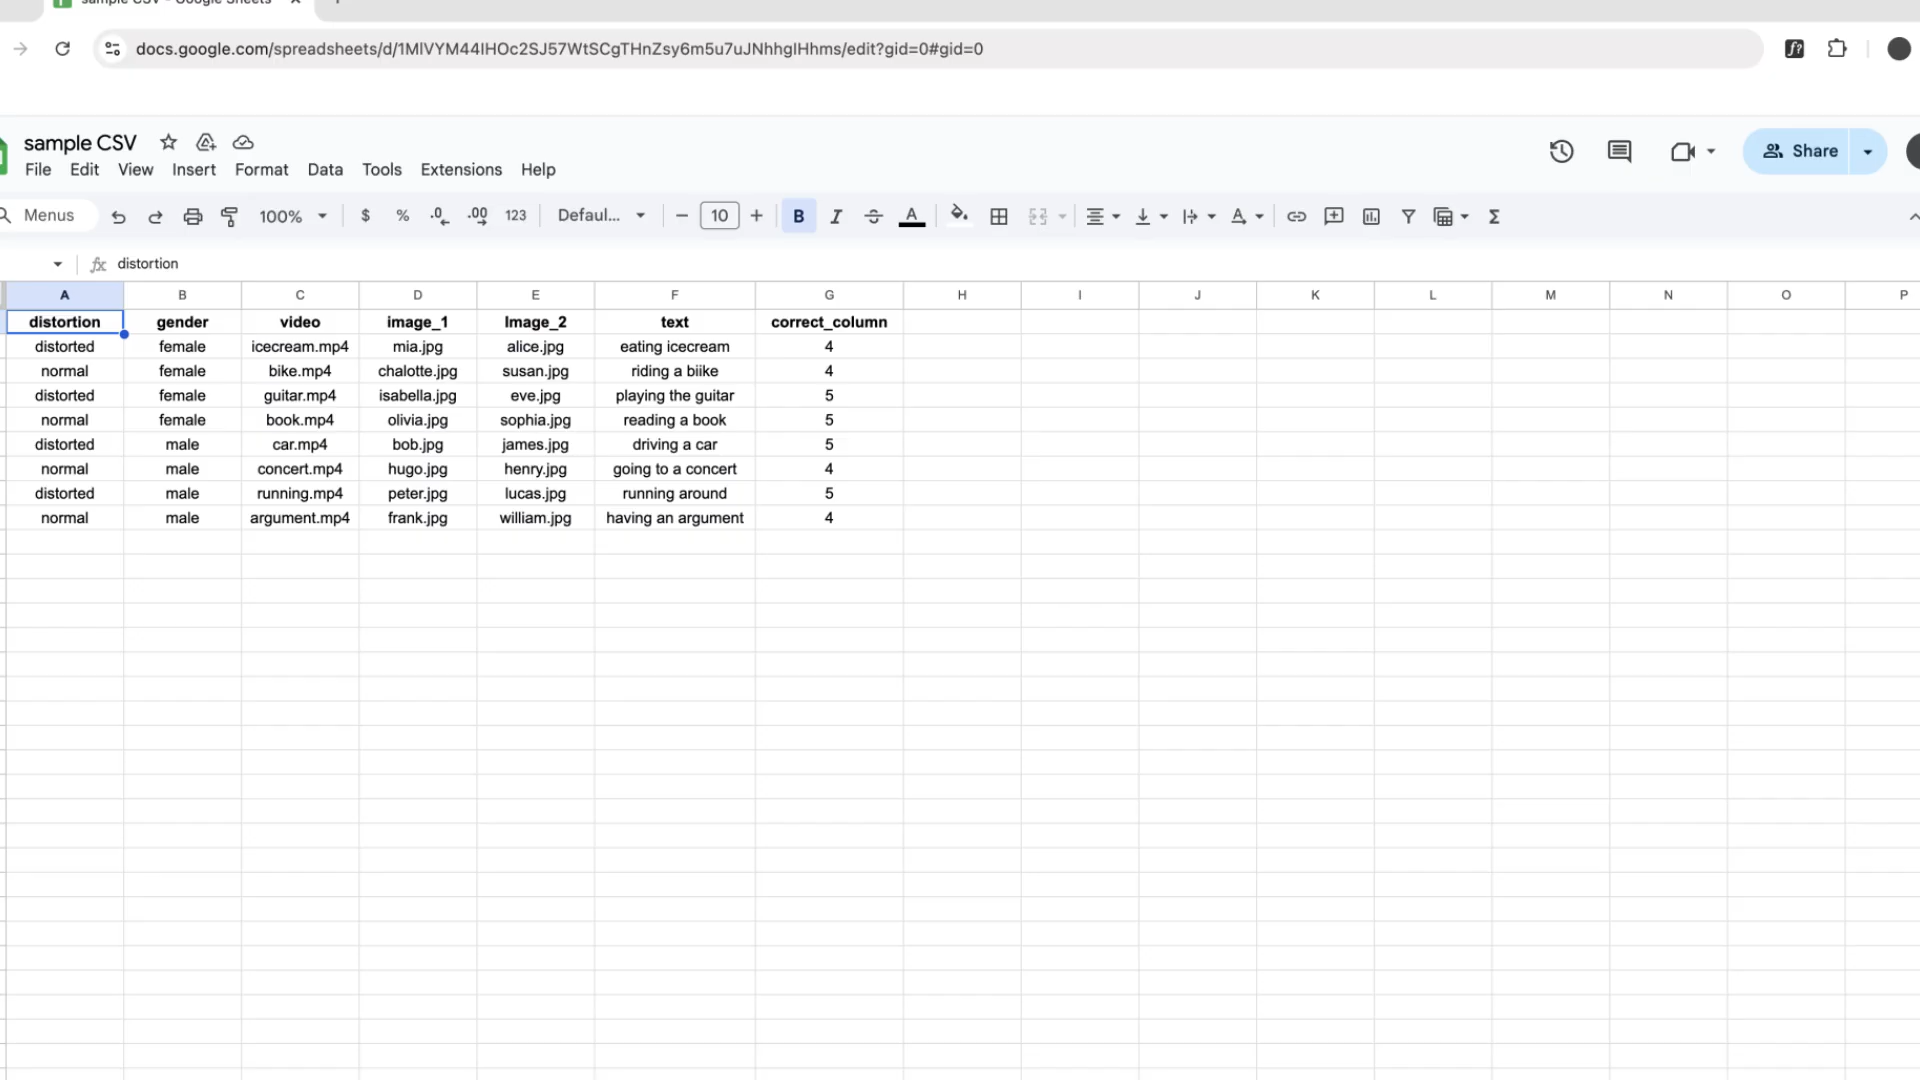 sample CSV - Google Sheets
docs.google.com/spreadsheets/d/1MlVYM44lHOc2SJ57WtSCgTHnZsy6m5u7uJNhhglHhms/edit?gid=0#gid=0
sample CSV
File Edit View Insert Format Data Tools Extensions Help
Share
Menus 100% $ % .0 .00 123 Defaul... 10 B I A
distortion
A B C D E F G H I J K L M N O P
distortion gender video image_1 Image_2 text correct_column
distorted female icecream.mp4 mia.jpg alice.jpg eating icecream 4
normal female bike.mp4 chalotte.jpg susan.jpg riding a biike 4
distorted female guitar.mp4 isabella.jpg eve.jpg playing the guitar 5
normal female book.mp4 olivia.jpg sophia.jpg reading a book 5
distorted male car.mp4 bob.jpg james.jpg driving a car 5
normal male concert.mp4 hugo.jpg henry.jpg going to a concert 4
distorted male running.mp4 peter.jpg lucas.jpg running around 5
normal male argument.mp4 frank.jpg william.jpg having an argument 4